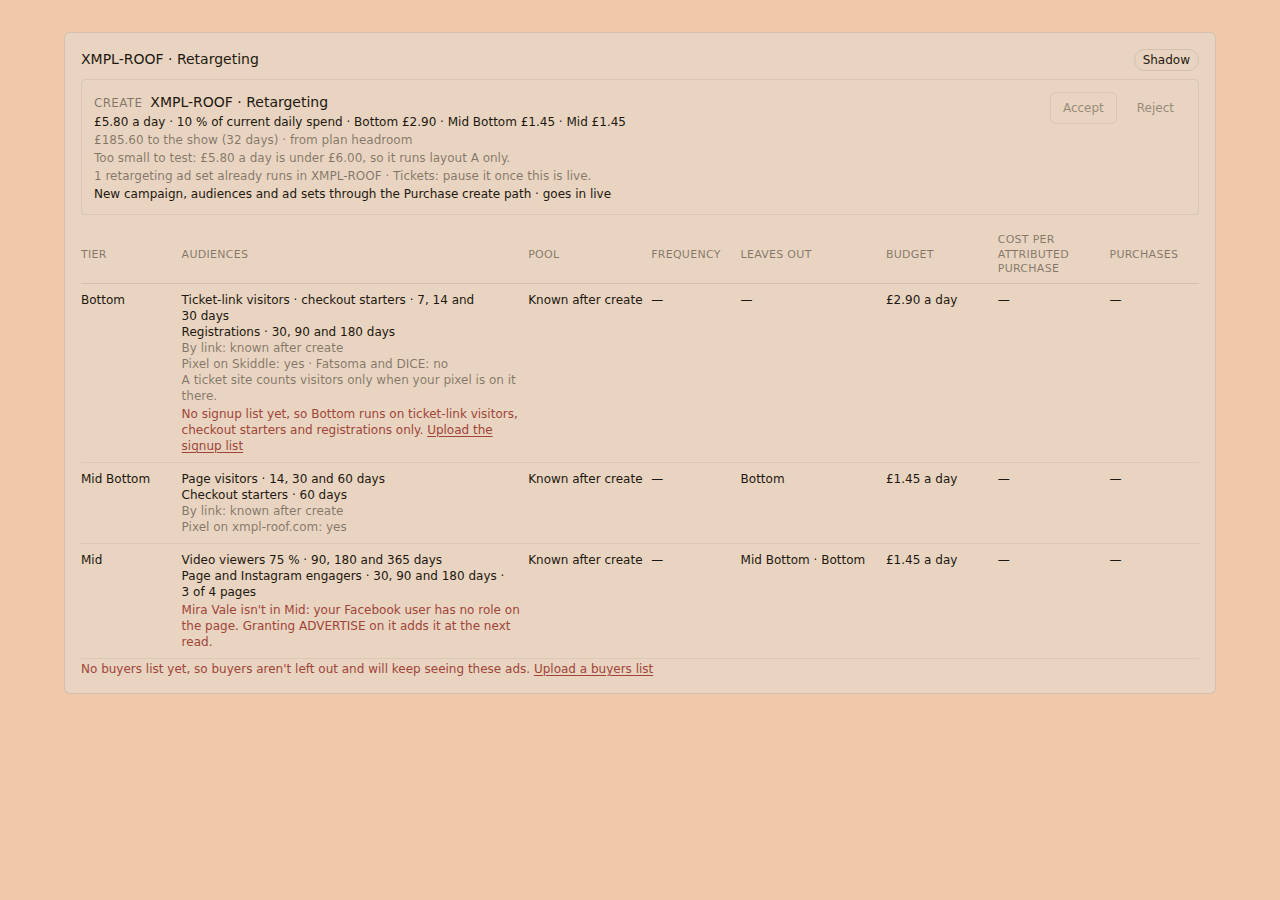 XMPL-ROOF · Retargeting
Shadow
CREATE XMPL-ROOF · Retargeting
Accept
Reject
£5.80 a day · 10 % of current daily spend · Bottom £2.90 · Mid Bottom £1.45 · Mid £1.45
£185.60 to the show (32 days) · from plan headroom
Too small to test: £5.80 a day is under £6.00, so it runs layout A only.
1 retargeting ad set already runs in XMPL-ROOF · Tickets: pause it once this is live.
New campaign, audiences and ad sets through the Purchase create path · goes in live
TIER
AUDIENCES
POOL
FREQUENCY
LEAVES OUT
BUDGET
COST PER
ATTRIBUTED
PURCHASE
PURCHASES
Bottom
Ticket-link visitors · checkout starters · 7, 14 and
30 days
Registrations · 30, 90 and 180 days
By link: known after create
Pixel on Skiddle: yes · Fatsoma and DICE: no
A ticket site counts visitors only when your pixel is on it
there.
No signup list yet, so Bottom runs on ticket-link visitors,
checkout starters and registrations only. Upload the
signup list
Known after create
—
—
£2.90 a day
—
—
Mid Bottom
Page visitors · 14, 30 and 60 days
Checkout starters · 60 days
By link: known after create
Pixel on xmpl-roof.com: yes
Known after create
—
Bottom
£1.45 a day
—
—
Mid
Video viewers 75 % · 90, 180 and 365 days
Page and Instagram engagers · 30, 90 and 180 days ·
3 of 4 pages
Mira Vale isn't in Mid: your Facebook user has no role on
the page. Granting ADVERTISE on it adds it at the next
read.
Known after create
—
Mid Bottom · Bottom
£1.45 a day
—
—
No buyers list yet, so buyers aren't left out and will keep seeing these ads. Upload a buyers list